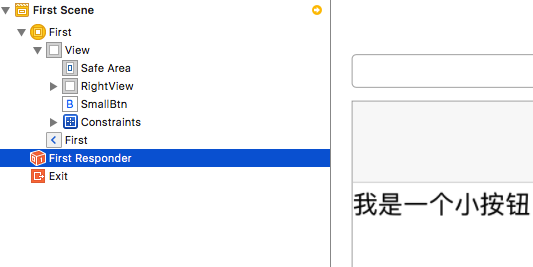 First Scene
First
View
Safe Area
RightView
B SmallBtn
Constraints
First
First Responder
Exit
我是一个小按钮